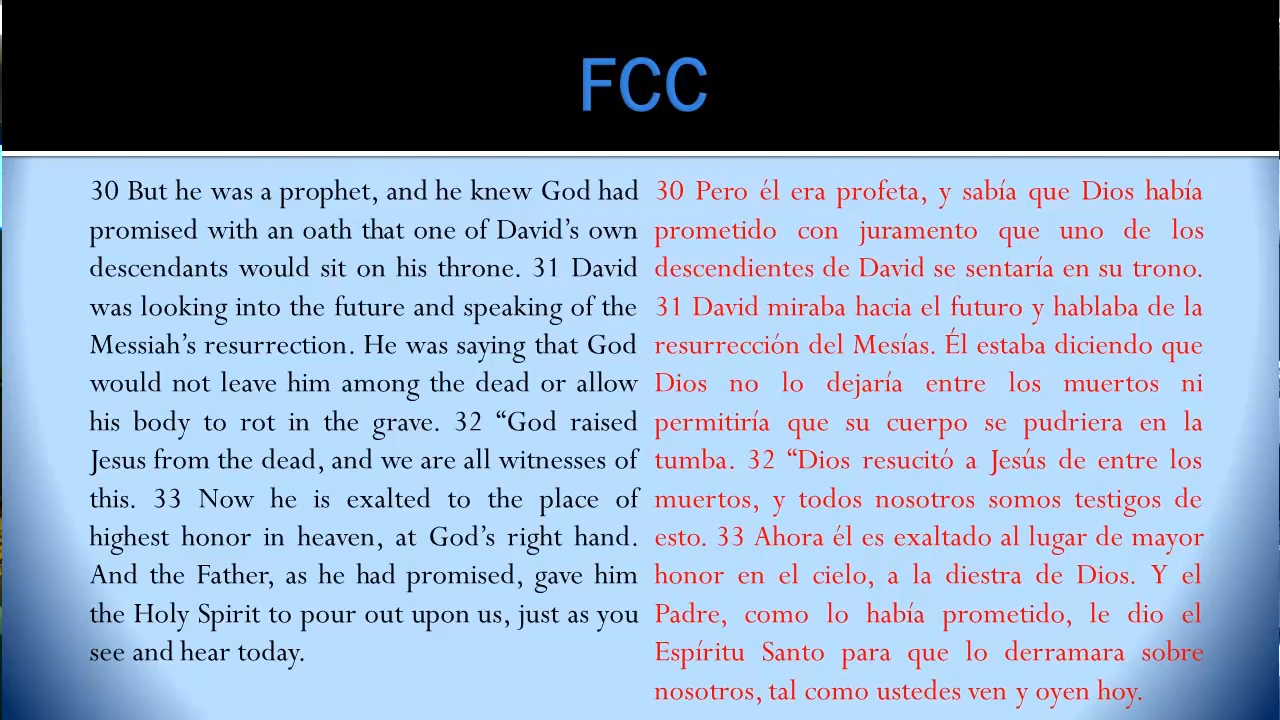 FCC
30 But he was a prophet, and he knew God had
promised with an oath that one of David’s own
descendants would sit on his throne. 31 David
was looking into the future and speaking of the
Messiah’s resurrection. He was saying that God
would not leave him among the dead or allow
his body to rot in the grave. 32 “God raised
Jesus from the dead, and we are all witnesses of
this. 33 Now he is exalted to the place of
highest honor in heaven, at God’s right hand.
And the Father, as he had promised, gave him
the Holy Spirit to pour out upon us, just as you
see and hear today.
30 Pero él era profeta, y sabía que Dios había
prometido con juramento que uno de los
descendientes de David se sentaría en su trono.
31 David miraba hacia el futuro y hablaba de la
resurrección del Mesías. Él estaba diciendo que
Dios no lo dejaría entre los muertos ni
permitiría que su cuerpo se pudriera en la
tumba. 32 “Dios resucitó a Jesús de entre los
muertos, y todos nosotros somos testigos de
esto. 33 Ahora él es exaltado al lugar de mayor
honor en el cielo, a la diestra de Dios. Y el
Padre, como lo había prometido, le dio el
Espíritu Santo para que lo derramara sobre
nosotros, tal como ustedes ven y oyen hoy.